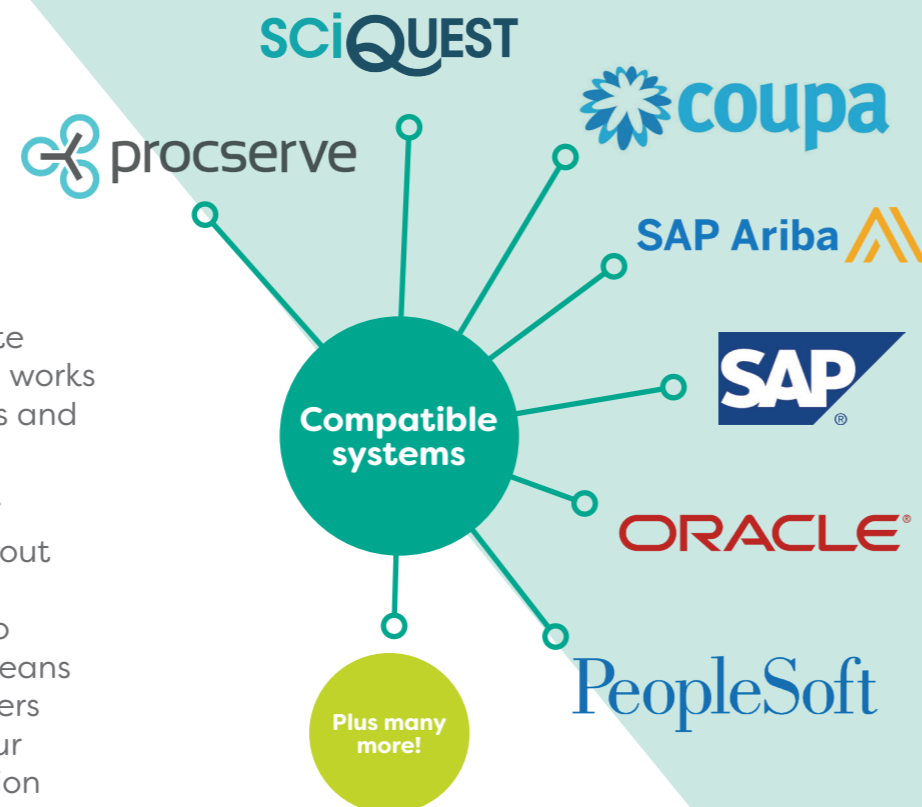 SCiQUEST
procserve
coupa
SAP Ariba
SAP
®
ORACLE®
PeopleSoft
Compatible
systems
Plus many
more!
te
works
s and
out
o
eans
ers
ur
ion